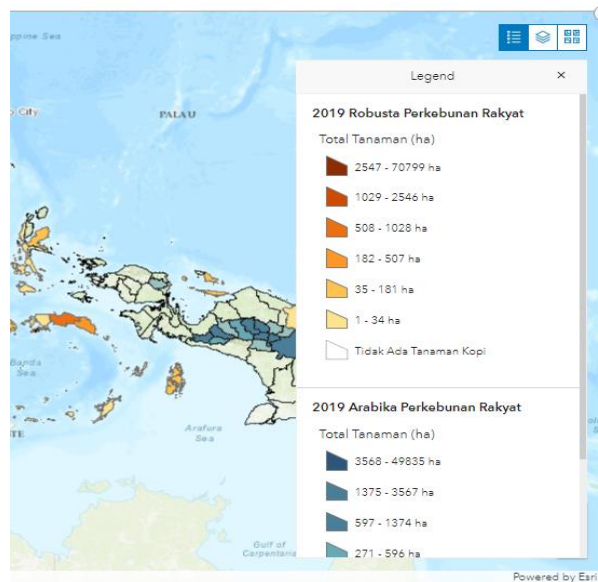 ppine Sea
City
PALAU
Banda
Sea
Arafura
Sea
Gulf of
Carpentaria
Legend
×
2019 Robusta Perkebunan Rakyat
Total Tanaman (ha)
2547 - 70799 ha
1029 - 2546 ha
508 - 1028 ha
182 - 507 ha
35 - 181 ha
1 - 34 ha
Tidak Ada Tanaman Kopi
2019 Arabika Perkebunan Rakyat
Total Tanaman (ha)
3568 - 49835 ha
1375 - 3567 ha
597 - 1374 ha
271 - 596 ha
Powered by Esri